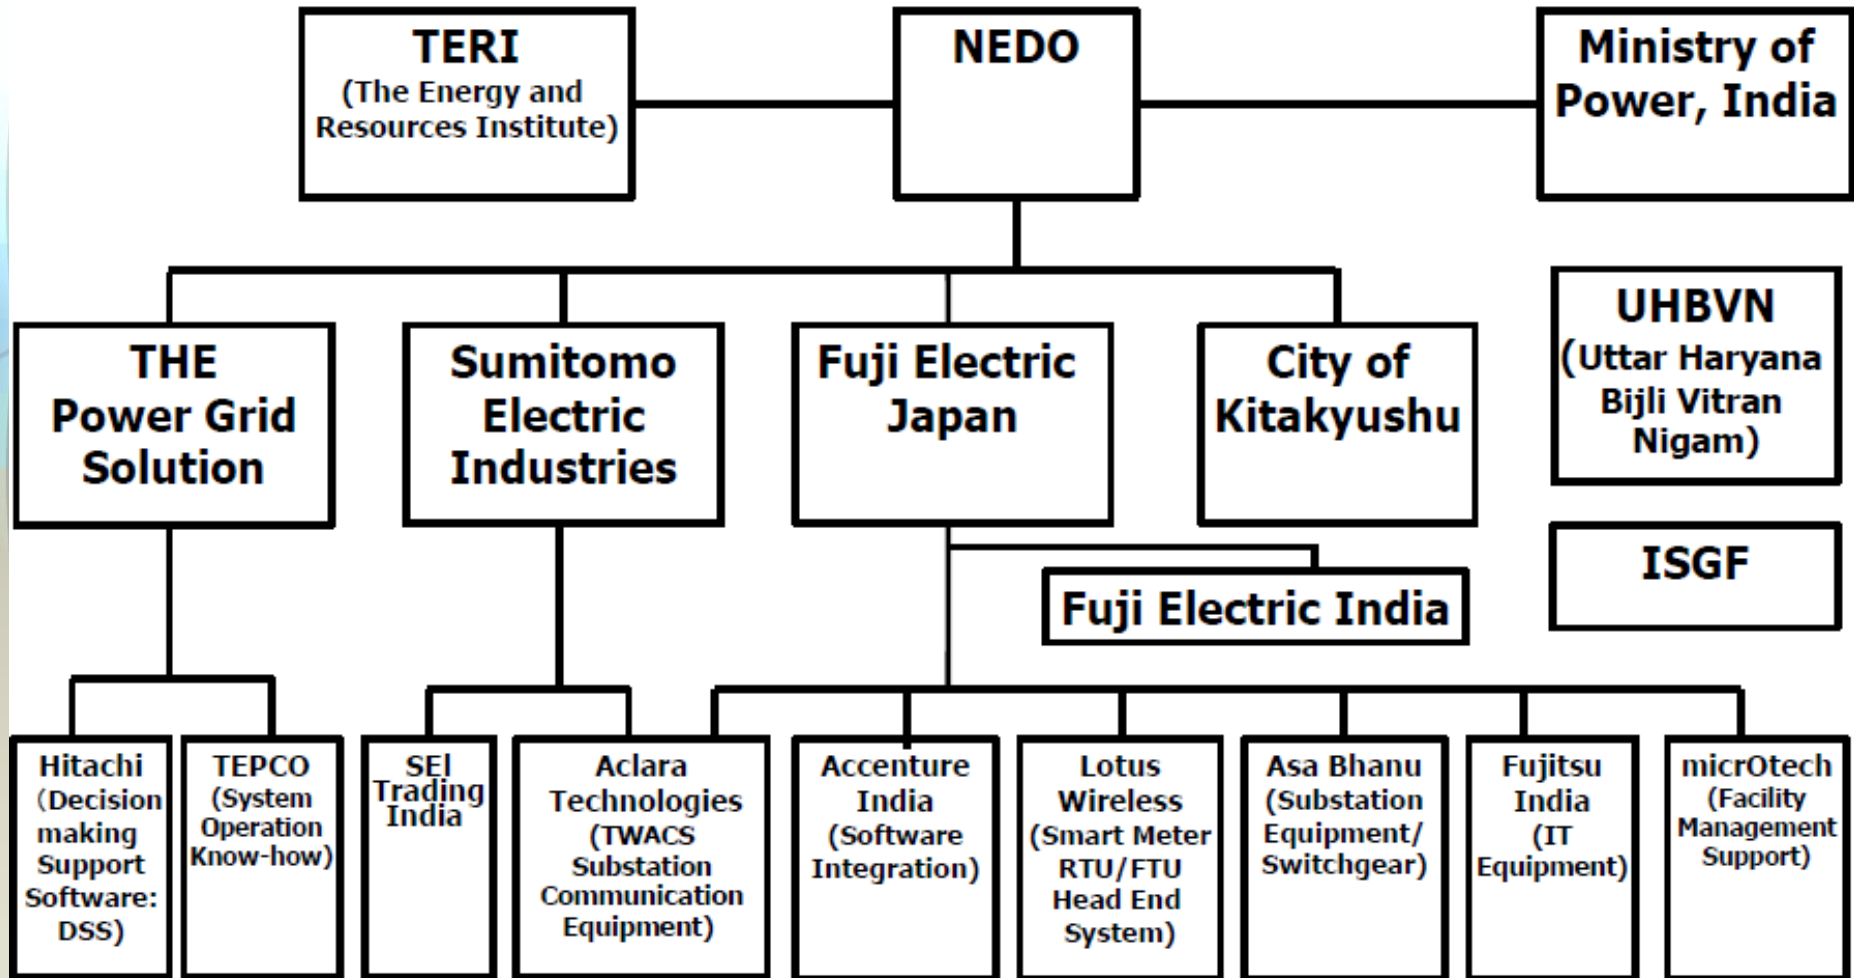 TERI
(The Energy and
Resources Institute)
NEDO
Ministry of
Power, India
THE
Power Grid
Solution
Sumitomo
Electric
Industries
Fuji Electric
Japan
City of
Kitakyushu
UHBVN
(Uttar Haryana
Bijli Vitran
Nigam)
ISGF
Fuji Electric India
Hitachi
(Decision
making
Support
Software:
DSS)
TEPCO
(System
Operation
Know-how)
SEI
Trading
India
Aclara
Technologies
(TWACS
Substation
Communication
Equipment)
Accenture
India
(Software
Integration)
Lotus
Wireless
(Smart Meter
RTU/FTU
Head End
System)
Asa Bhanu
(Substation
Equipment/
Switchgear)
Fujitsu
India
(IT
Equipment)
micrOtech
(Facility
Management
Support)